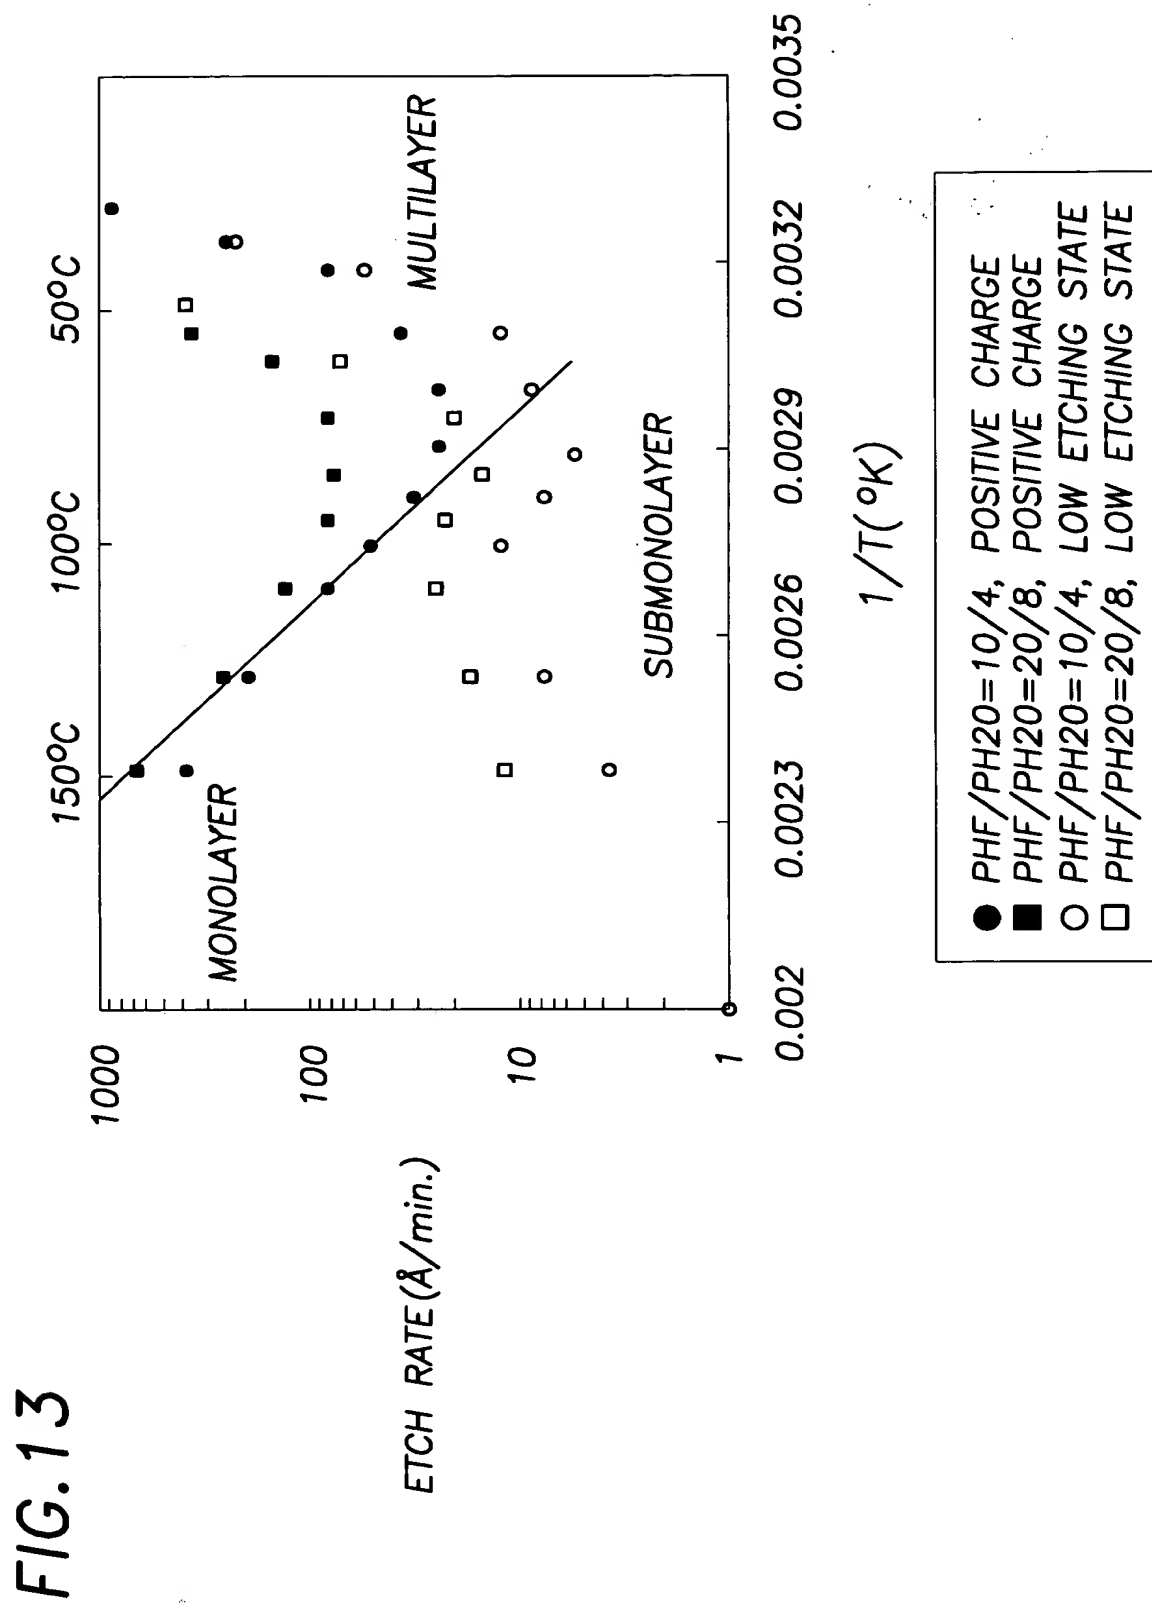 FIG.13
150°C 100°C 50°C
1000
100
10
1
ETCH RATE(Å/min.)
MONOLAYER
MULTILAYER
SUBMONOLAYER
0.002 0.0023 0.0026 0.0029 0.0032 0.0035
1/T(°K)
PHF/PH20=10/4, POSITIVE CHARGE
PHF/PH20=20/8, POSITIVE CHARGE
PHF/PH20=10/4, LOW ETCHING STATE
PHF/PH20=20/8, LOW ETCHING STATE